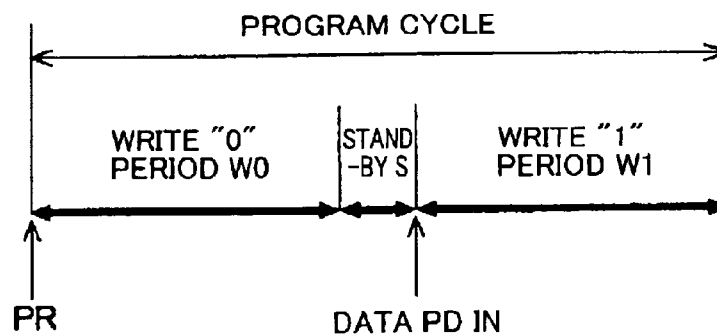 PROGRAM CYCLE
WRITE "0"
PERIOD W0
STAND
-BY S
WRITE "1"
PERIOD W1
PR
DATA PD IN